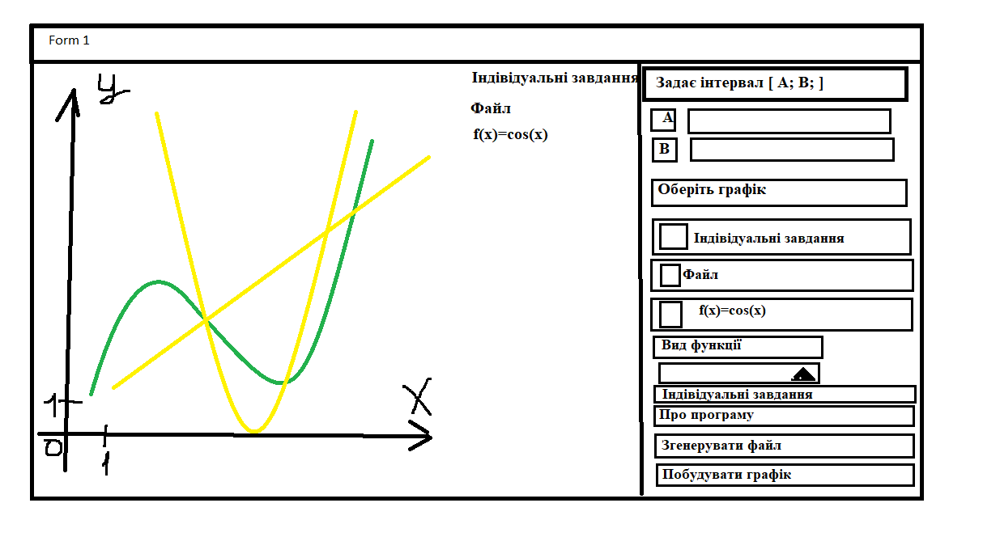 Form 1
У
Індівідуальні завдання
Файл
f(x)=cos(x)
1
0
1
X
Задає інтервал [ А; В; ]
А
В
Оберіть графік
Індівідуальні завдання
Файл
f(x)=cos(x)
Вид функції
Індівідуальні завдання
Про програму
Згенерувати файл
Побудувати графік